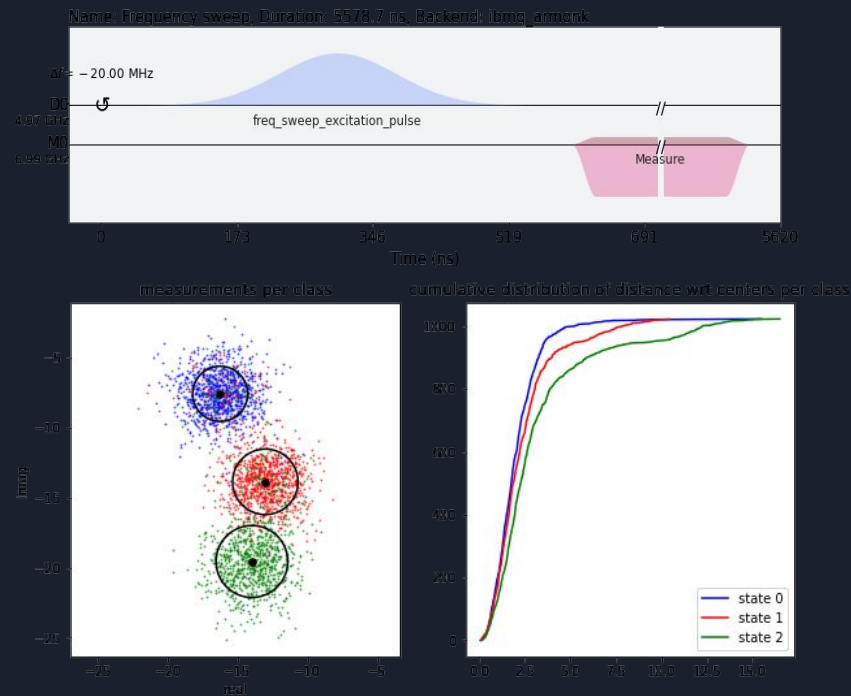 Name: Frequency sweep, Duration: 5578.7 ns, Backend: ibmq_armonk
Δf = −20.00 MHz
D0
↺
4.97 GHz
freq_sweep_excitation_pulse
M0
6.99 GHz
Measure
0 173 346 519 691 5620
Time (ns)
measurements per class
cumulative distribution of distance wrt centers per class
−5
−10
−15
−20
−25
Imag
−25 −20 −15 −10 −5
real
1000
800
600
400
200
0
0.0 2.5 5.0 7.5 10.0 12.5 15.0
state 0
state 1
state 2